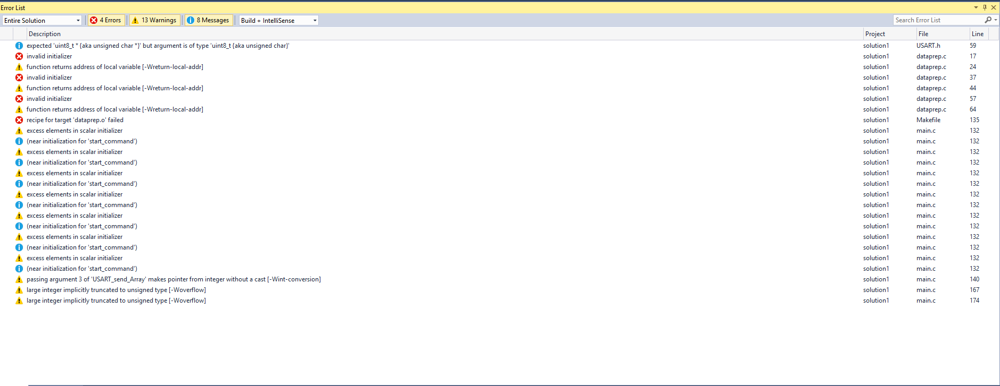 Error List
Entire Solution 4 Errors 13 Warnings 8 Messages Build + IntelliSense Search Error List
Description Project File Line
expected 'uint8_t * {aka unsigned char *}' but argument is of type 'uint8_t {aka unsigned char}' solution1 USART.h 59
invalid initializer solution1 dataprep.c 17
function returns address of local variable [-Wreturn-local-addr] solution1 dataprep.c 24
invalid initializer solution1 dataprep.c 37
function returns address of local variable [-Wreturn-local-addr] solution1 dataprep.c 44
invalid initializer solution1 dataprep.c 57
function returns address of local variable [-Wreturn-local-addr] solution1 dataprep.c 64
recipe for target 'dataprep.o' failed solution1 Makefile 135
excess elements in scalar initializer solution1 main.c 132
(near initialization for 'start_command') solution1 main.c 132
excess elements in scalar initializer solution1 main.c 132
(near initialization for 'start_command') solution1 main.c 132
excess elements in scalar initializer solution1 main.c 132
(near initialization for 'start_command') solution1 main.c 132
excess elements in scalar initializer solution1 main.c 132
(near initialization for 'start_command') solution1 main.c 132
excess elements in scalar initializer solution1 main.c 132
(near initialization for 'start_command') solution1 main.c 132
excess elements in scalar initializer solution1 main.c 132
(near initialization for 'start_command') solution1 main.c 132
excess elements in scalar initializer solution1 main.c 132
(near initialization for 'start_command') solution1 main.c 132
passing argument 3 of 'USART_send_Array' makes pointer from integer without a cast [-Wint-conversion] solution1 main.c 140
large integer implicitly truncated to unsigned type [-Woverflow] solution1 main.c 167
large integer implicitly truncated to unsigned type [-Woverflow] solution1 main.c 174